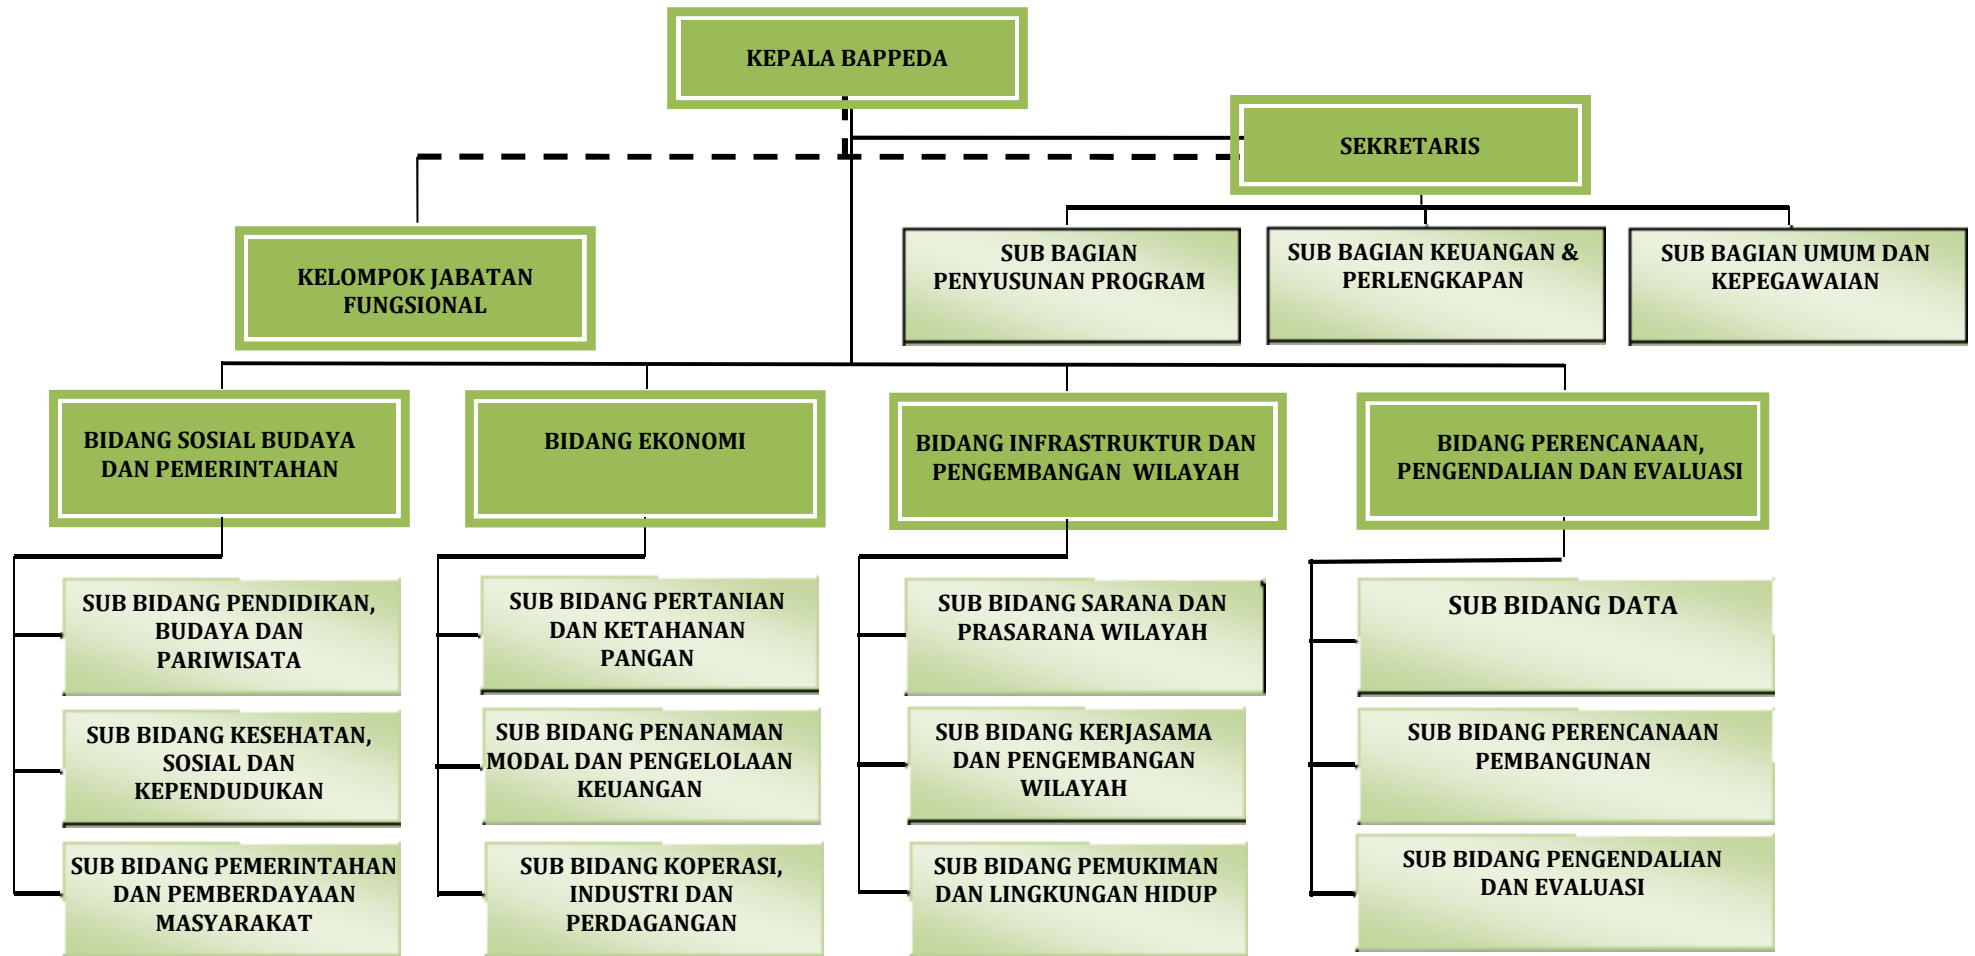 KEPALA BAPPEDA
SEKRETARIS
KELOMPOK JABATAN
FUNGSIONAL
SUB BAGIAN
PENYUSUNAN PROGRAM
SUB BAGIAN KEUANGAN &
PERLENGKAPAN
SUB BAGIAN UMUM DAN
KEPEGAWAIAN
BIDANG SOSIAL BUDAYA
DAN PEMERINTAHAN
BIDANG EKONOMI
BIDANG INFRASTRUKTUR DAN
PENGEMBANGAN WILAYAH
BIDANG PERENCANAAN,
PENGENDALIAN DAN EVALUASI
SUB BIDANG PENDIDIKAN,
BUDAYA DAN
PARIWISATA
SUB BIDANG PERTANIAN
DAN KETAHANAN
PANGAN
SUB BIDANG SARANA DAN
PRASARANA WILAYAH
SUB BIDANG DATA
SUB BIDANG KESEHATAN,
SOSIAL DAN
KEPENDUDUKAN
SUB BIDANG PENANAMAN
MODAL DAN PENGELOLAAN
KEUANGAN
SUB BIDANG KERJASAMA
DAN PENGEMBANGAN
WILAYAH
SUB BIDANG PERENCANAAN
PEMBANGUNAN
SUB BIDANG PEMERINTAHAN
DAN PEMBERDAYAAN
MASYARAKAT
SUB BIDANG KOPERASI,
INDUSTRI DAN
PERDAGANGAN
SUB BIDANG PEMUKIMAN
DAN LINGKUNGAN HIDUP
SUB BIDANG PENGENDALIAN
DAN EVALUASI